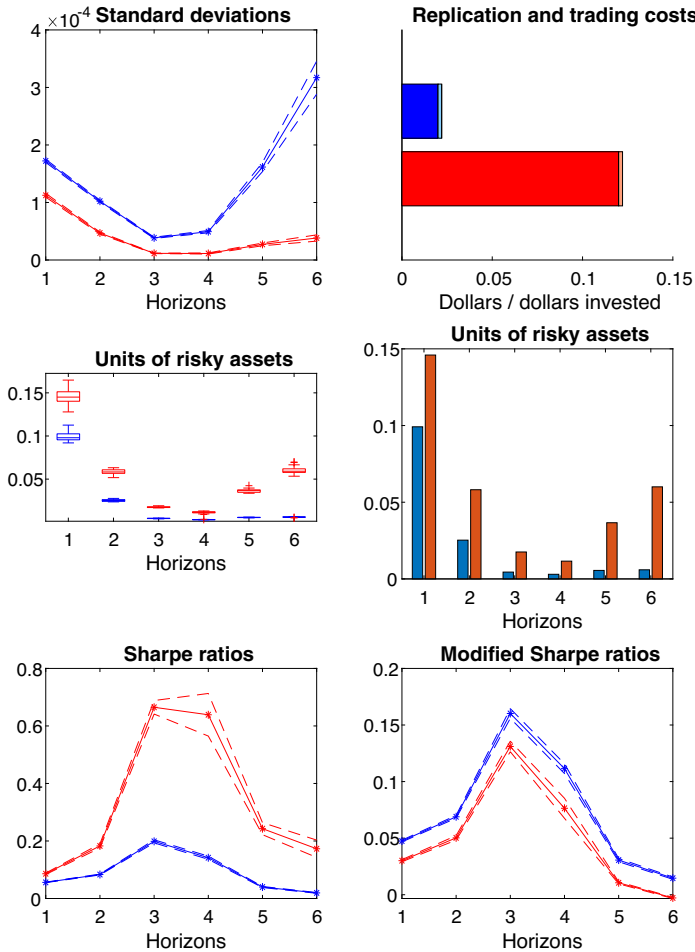 Standard deviations
×10⁻⁴
4
3
2
1
0
1 2 3 4 5 6
Horizons
Replication and trading costs
0 0.05 0.1 0.15
Dollars / dollars invested
Units of risky assets
0.15
0.1
0.05
1 2 3 4 5 6
Horizons
Units of risky assets
0.15
0.1
0.05
0
1 2 3 4 5 6
Horizons
Sharpe ratios
0.8
0.6
0.4
0.2
0
1 2 3 4 5 6
Horizons
Modified Sharpe ratios
0.2
0.15
0.1
0.05
0
1 2 3 4 5 6
Horizons